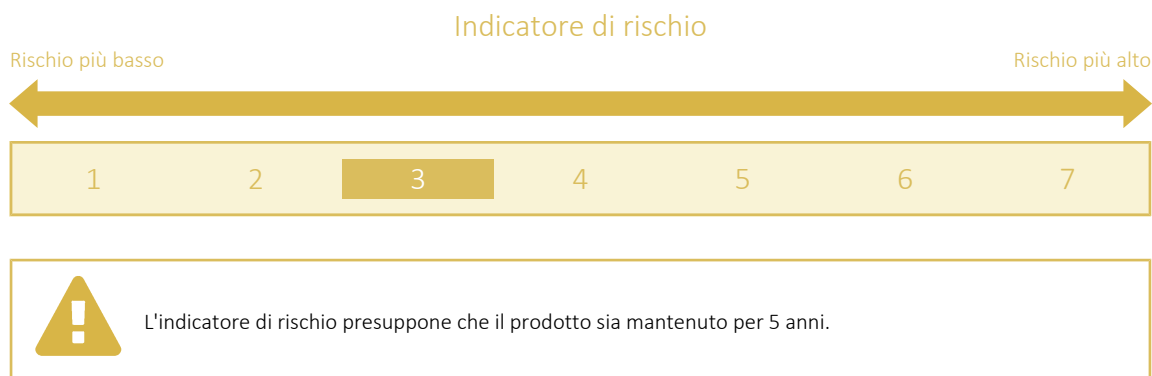 Indicatore di rischio
Rischio più basso Rischio più alto
1 2 3 4 5 6 7
L'indicatore di rischio presuppone che il prodotto sia mantenuto per 5 anni.